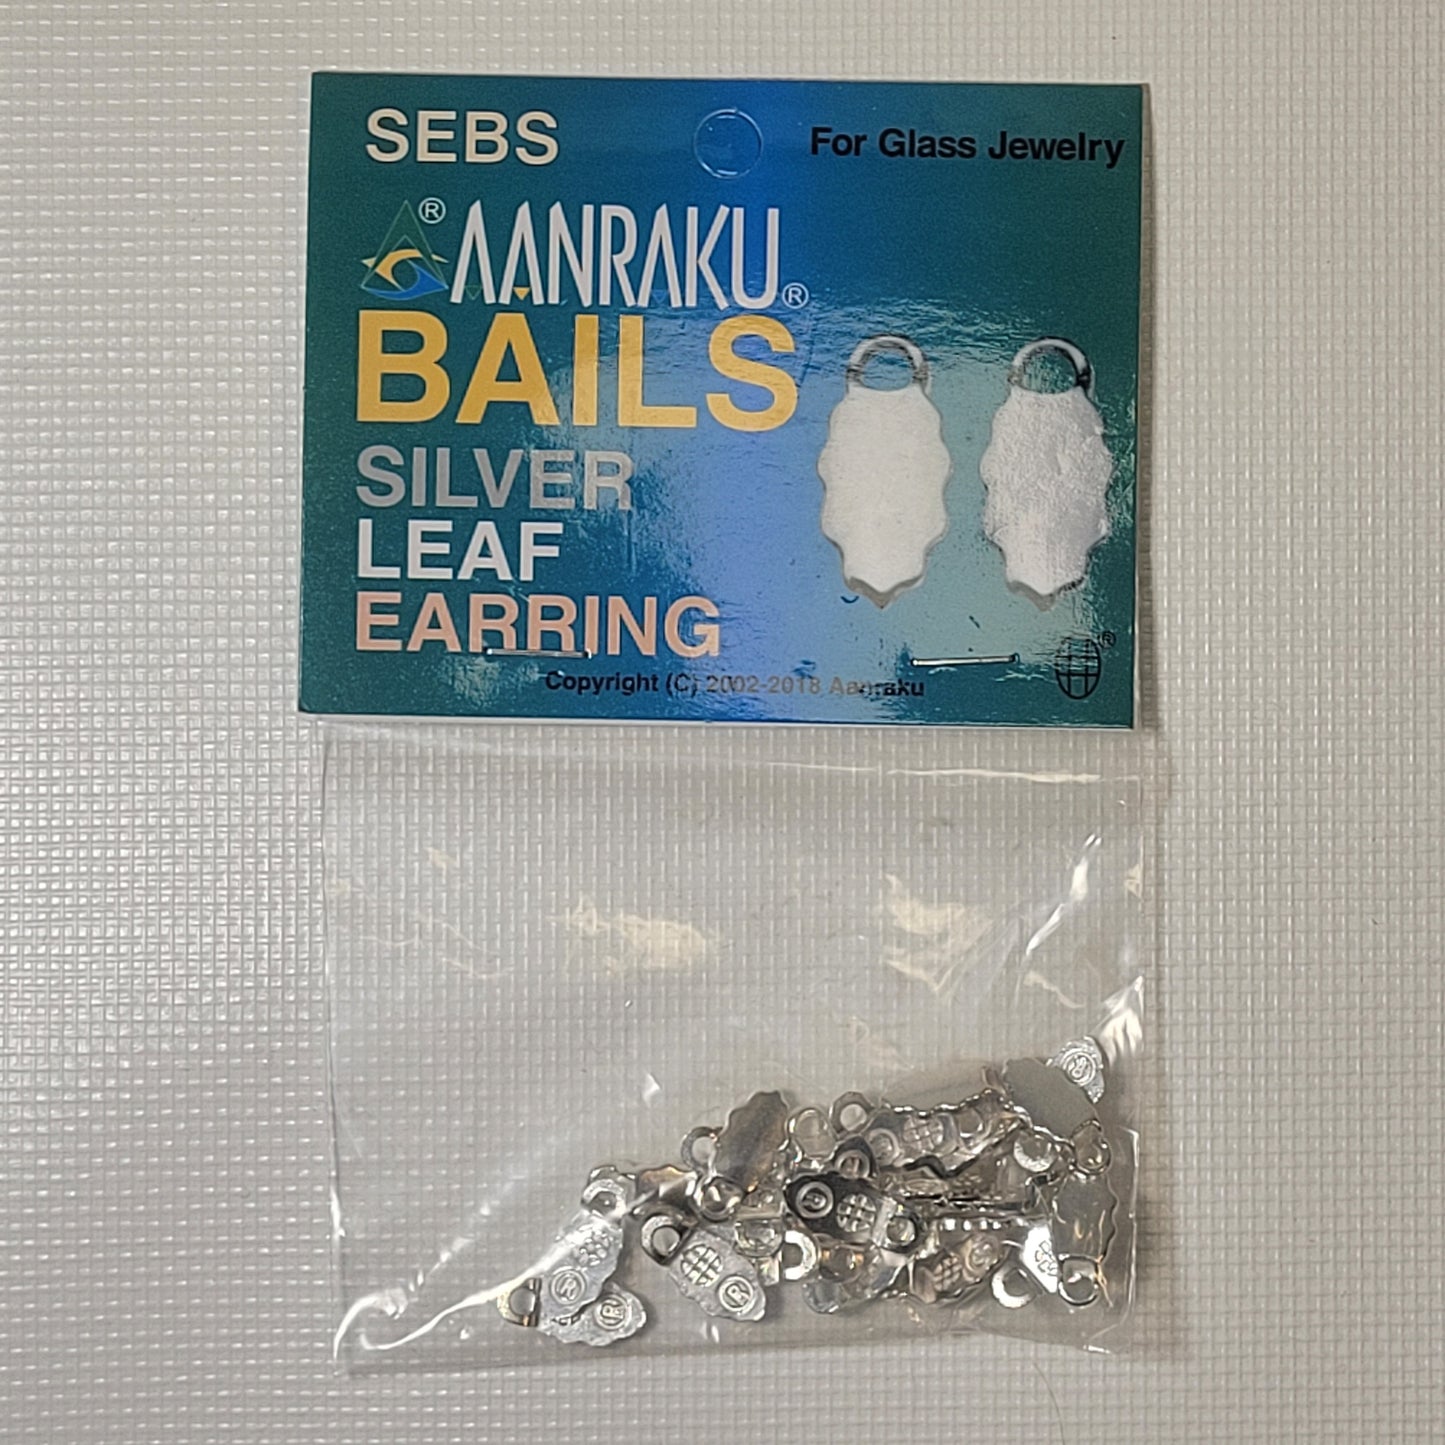 SEBS
For Glass Jewelry
® AANRAKU®
BAILS
SILVER
LEAF
EARRING
®
Copyright (C) 2002-2018 Aanraku